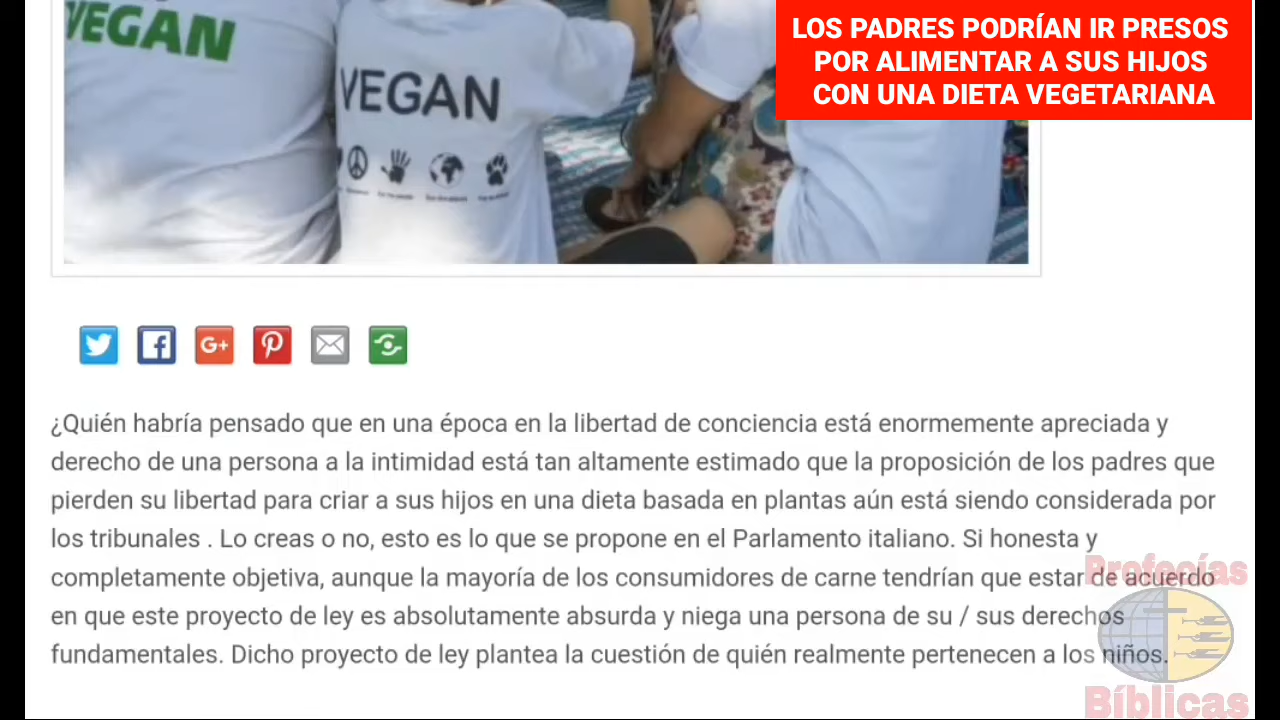 VEGAN
VEGAN
LOS PADRES PODRÍAN IR PRESOS
POR ALIMENTAR A SUS HIJOS
CON UNA DIETA VEGETARIANA
G+
¿Quién habría pensado que en una época en la libertad de conciencia está enormemente apreciada y
derecho de una persona a la intimidad está tan altamente estimado que la proposición de los padres que
pierden su libertad para criar a sus hijos en una dieta basada en plantas aún está siendo considerada por
los tribunales . Lo creas o no, esto es lo que se propone en el Parlamento italiano. Si honesta y
completamente objetiva, aunque la mayoría de los consumidores de carne tendrían que estar de acuerdo
en que este proyecto de ley es absolutamente absurda y niega una persona de su / sus derechos
fundamentales. Dicho proyecto de ley plantea la cuestión de quién realmente pertenecen a los niños.
Profecías
Bíblicas